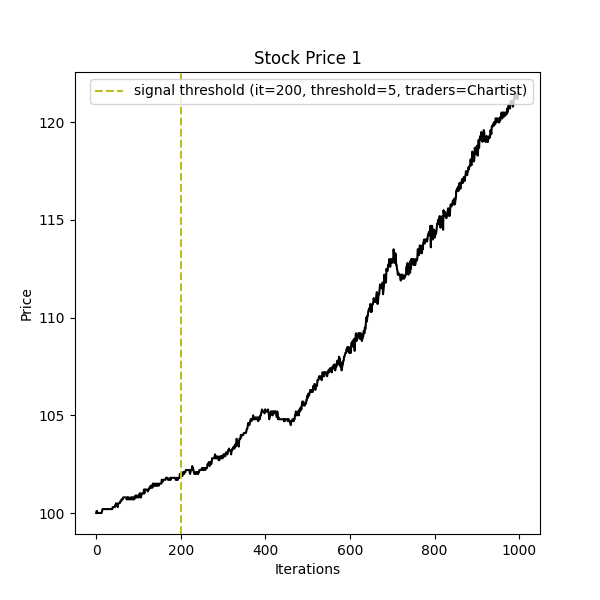 Stock Price 1
signal threshold (it=200, threshold=5, traders=Chartist)
120
115
110
105
100
Price
0 200 400 600 800 1000
Iterations